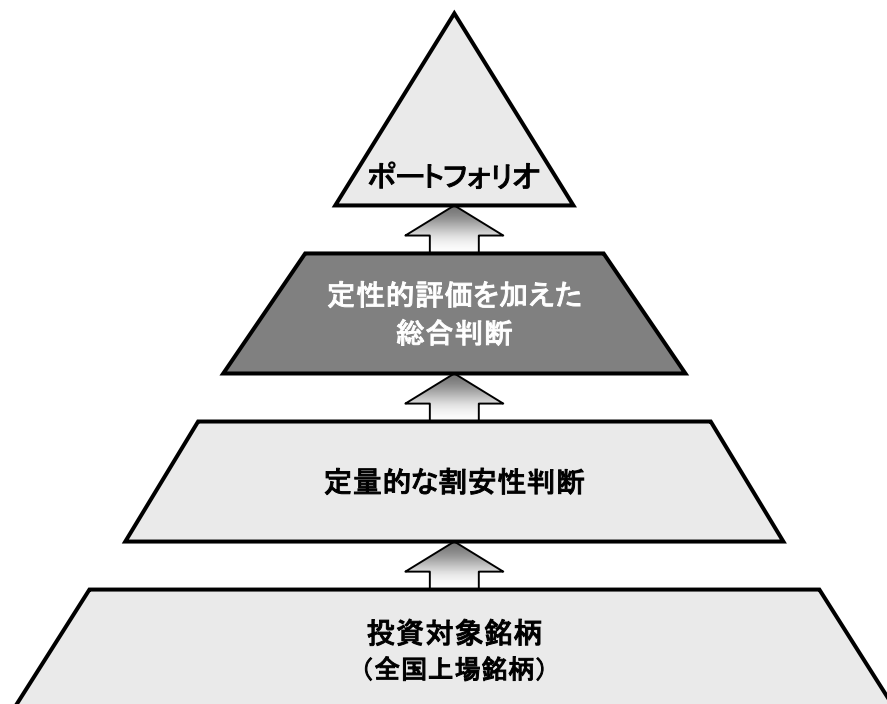 ポートフォリオ
定性的評価を加えた
総合判断
定量的な割安性判断
投資対象銘柄
（全国上場銘柄）